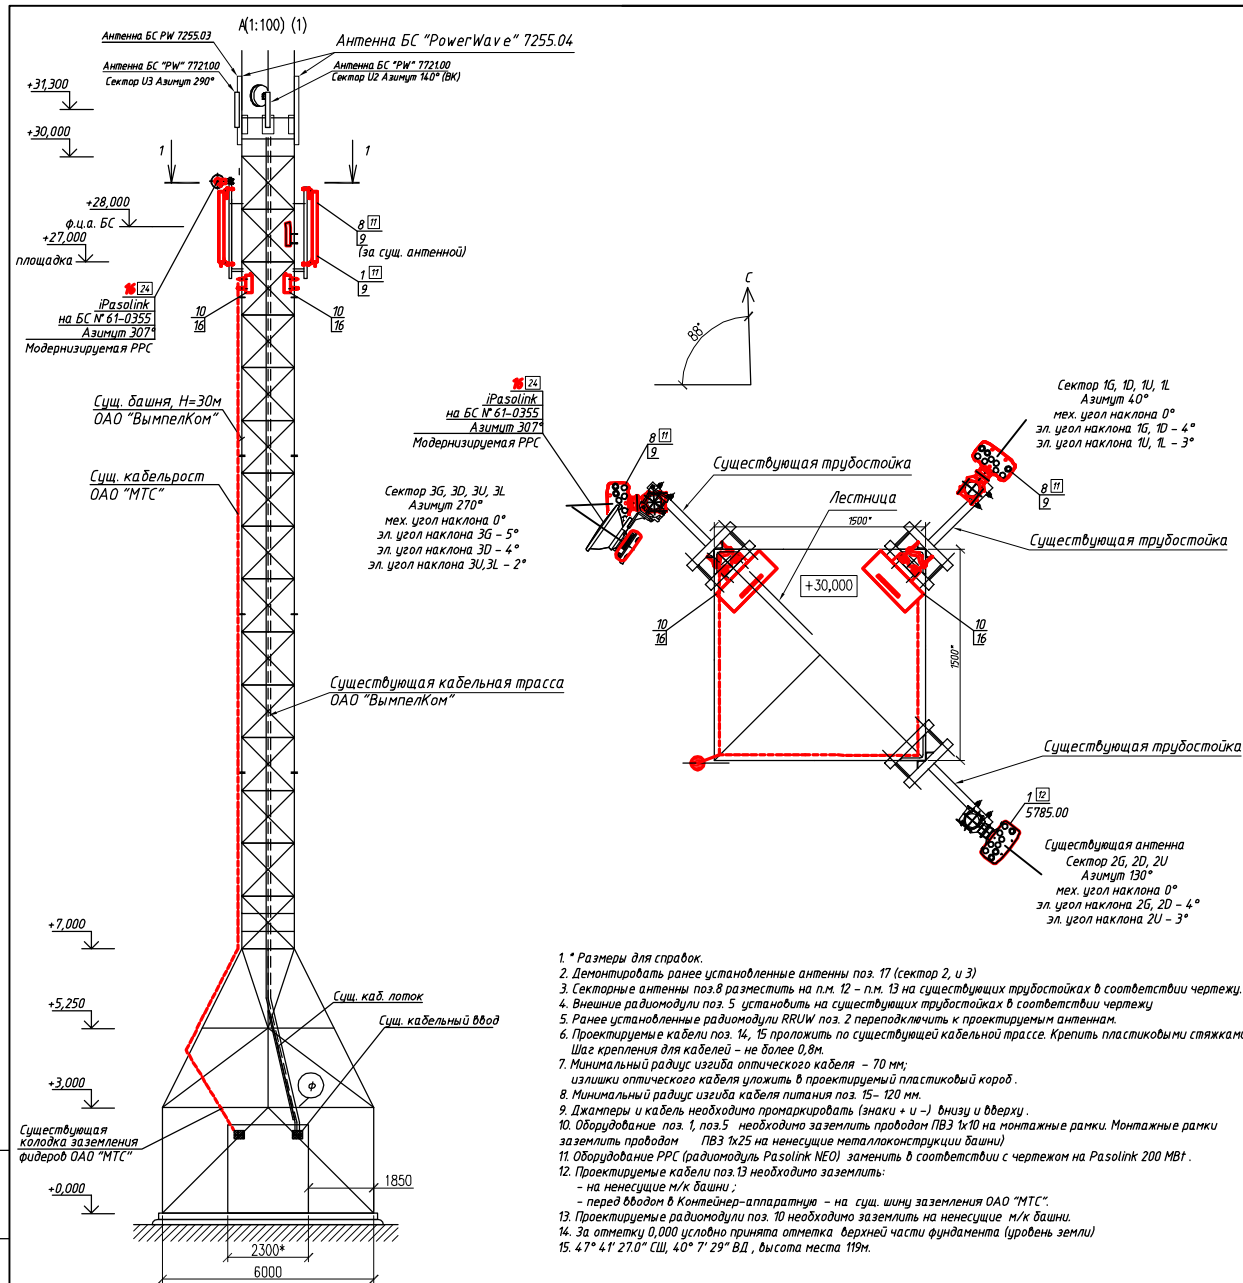 А(1:100) (1)
Антенна БС PW 7255.03
Антенна БС "PowerWave" 7255.04
Антенна БС "PW" 7721.00
Сектор U3 Азимут 290°
Антенна БС "PW" 7721.00
Сектор U2 Азимут 140° (ВК)
+31,300
+30,000
1
1
+28,000
ф.ц.а. БС
+27,000
площадка
8 11
9
(за сущ. антенной)
1 11
9
16 24
iPasolink
на БС № 61-0355
Азимут 307°
Модернизируемая РРС
10
16
10
16
Сущ. башня, Н=30м
ОАО "ВымпелКом"
Сущ. кабельрост
ОАО "МТС"
Существующая кабельная трасса
ОАО "ВымпелКом"
+7,000
+5,250
+3,000
+0,000
Сущ. каб. лоток
Сущ. кабельный ввод
ф
Существующая
колодка заземления
фидеров ОАО "МТС"
1850
2300*
6000
С
88°
16 24
iPasolink
на БС № 61-0355
Азимут 307°
Модернизируемая РРС
8 11
9
Сектор 3G, 3D, 3U, 3L
Азимут 270°
мех. угол наклона 0°
эл. угол наклона 3G - 5°
эл. угол наклона 3D - 4°
эл. угол наклона 3U,3L - 2°
Существующая трубостойка
Лестница
1500*
1500*
+30,000
10
16
10
16
Сектор 1G, 1D, 1U, 1L
Азимут 40°
мех. угол наклона 0°
эл. угол наклона 1G, 1D - 4°
эл. угол наклона 1U, 1L - 3°
8 11
9
Существующая трубостойка
Существующая трубостойка
1 12
5785.00
Существующая антенна
Сектор 2G, 2D, 2U
Азимут 130°
мех. угол наклона 0°
эл. угол наклона 2G, 2D - 4°
эл. угол наклона 2U - 3°
1. * Размеры для справок.
2. Демонтировать ранее установленные антенны поз. 17 (сектор 2, и 3)
3. Секторные антенны поз.8 разместить на п.м. 12 - п.м. 13 на существующих трубостойках в соответствии чертежу.
4. Внешние радиомодули поз. 5 установить на существующих трубостойках в соответствии чертежу
5. Ранее установленные радиомодули RRUW поз. 2 переподключить к проектируемым антеннам.
6. Проектируемые кабели поз. 14, 15 проложить по существующей кабельной трассе. Крепить пластиковыми стяжками
Шаг крепления для кабелей - не более 0,8м.
7. Минимальный радиус изгиба оптического кабеля - 70 мм;
излишки оптического кабеля уложить в проектируемый пластиковый короб .
8. Минимальный радиус изгиба кабеля питания поз. 15- 120 мм.
9. Джамперы и кабель необходимо промаркировать (знаки + и -) внизу и вверху .
10. Оборудование поз. 1, поз.5 необходимо заземлить проводом ПВ3 1х10 на монтажные рамки. Монтажные рамки
заземлить проводом ПВ3 1х25 на ненесущие металлоконструкции башни)
11. Оборудование РРС (радиомодуль Pasolink NEO) заменить в соответствии с чертежом на Pasolink 200 MBt .
12. Проектируемые кабели поз.13 необходимо заземлить:
- на ненесущие м/к башни ;
- перед вводом в Контейнер-аппаратную - на сущ. шину заземления ОАО "МТС".
13. Проектируемые радиомодули поз. 10 необходимо заземлить на ненесущие м/к башни.
14. За отметку 0,000 условно принята отметка верхней части фундамента (уровень земли)
15. 47° 41' 27.0" СШ, 40° 7' 29" ВД , высота места 119м.